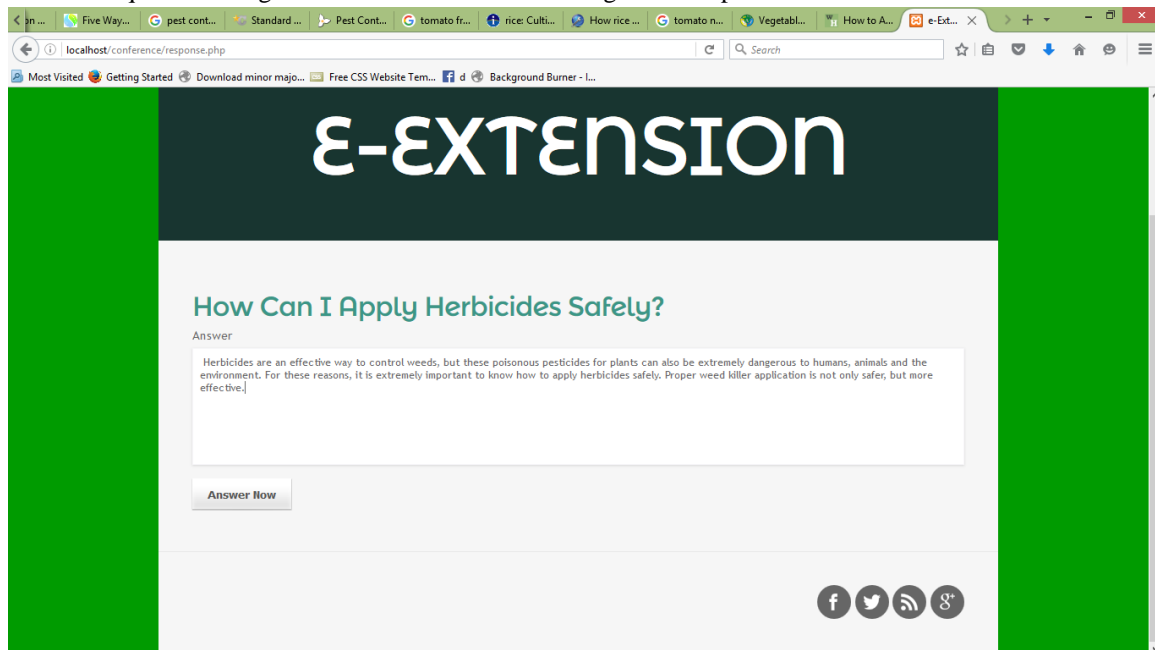 on ... Five Way... pest cont... Standard ... Pest Cont... tomato fr... rice: Culti... How rice ... tomato n... Vegetabl... How to A... e-Ext...
localhost/conference/response.php Search
Most Visited Getting Started Download minor majo... Free CSS Website Tem... d Background Burner - I...
E-EXTENSION
How Can I Apply Herbicides Safely?
Answer
Herbicides are an effective way to control weeds, but these poisonous pesticides for plants can also be extremely dangerous to humans, animals and the
environment. For these reasons, it is extremely important to know how to apply herbicides safely. Proper weed killer application is not only safer, but more
effective.
Answer Now